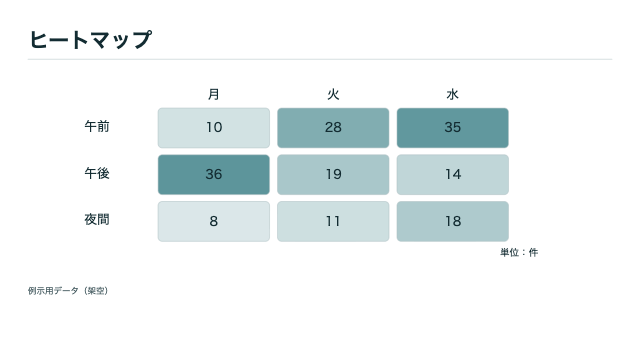 ヒートマップ
月 火 水
午前 10 28 35
午後 36 19 14
夜間 8 11 18
単位：件
例示用データ（架空）